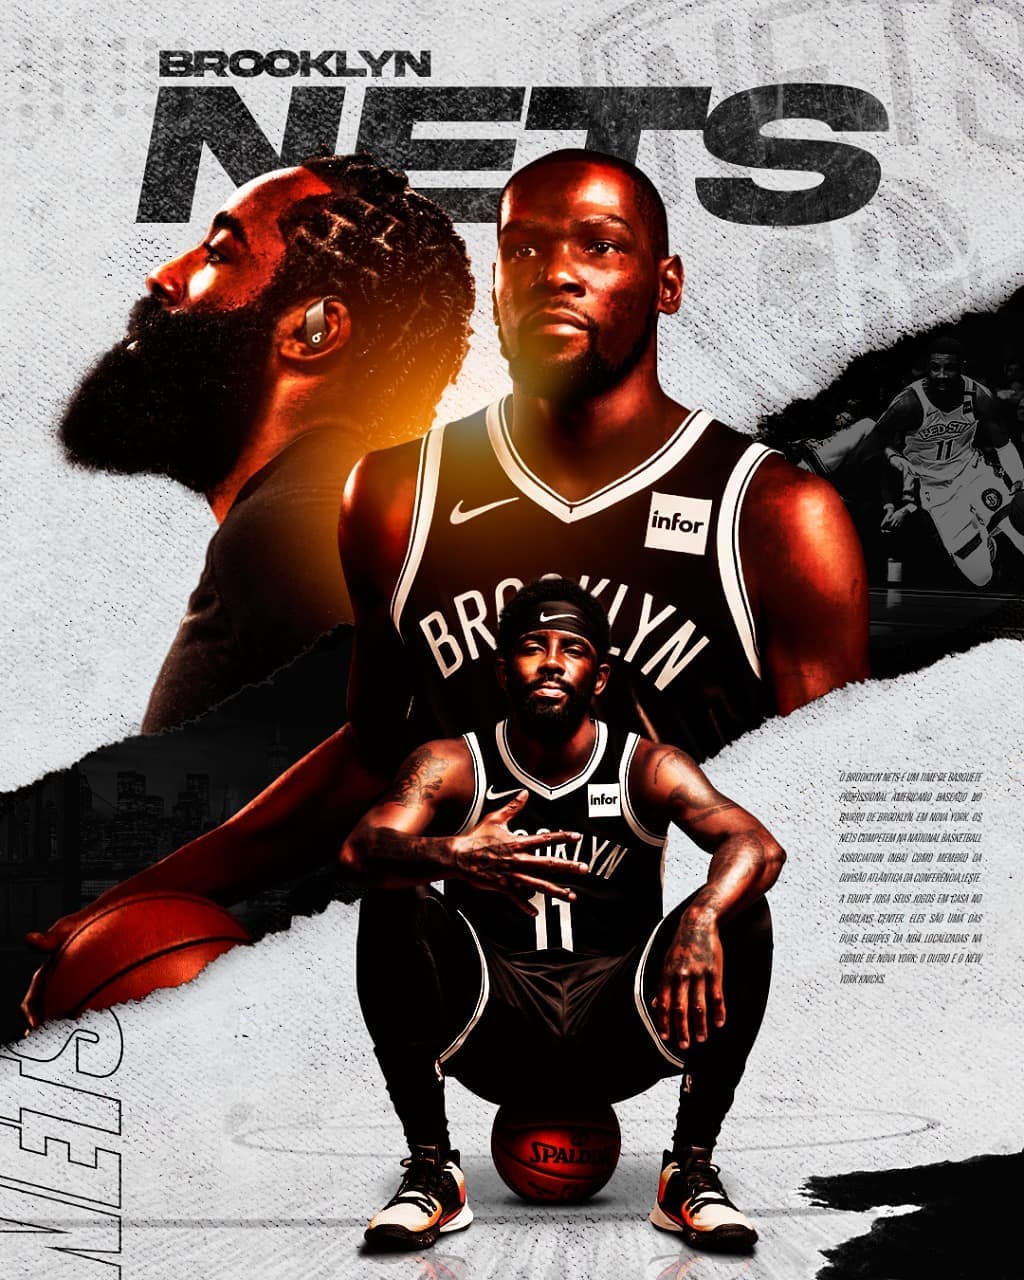 BROOKLYN
NETS
infor
BROOKLYN
BED-STUY
11
infor
BROOKLYN
11
O BROOKLYN NETS É UM TIME DE BASQUETE
PROFISSIONAL AMERICANO BASEADO NO
BAIRRO DE BROOKLYN, EM NOVA YORK. OS
NETS COMPETEM NA NATIONAL BASKETBALL
ASSOCIATION (NBA) COMO MEMBRO DA
DIVISÃO ATLÂNTICA DA CONFERÊNCIA LESTE.
A EQUIPE JOGA SEUS JOGOS EM CASA NO
BARCLAYS CENTER. ELES SÃO UMA DAS
DUAS EQUIPES DA NBA LOCALIZADAS NA
CIDADE DE NOVA YORK; O OUTRO É O NEW
YORK KNICKS.
NETS
SPALDING